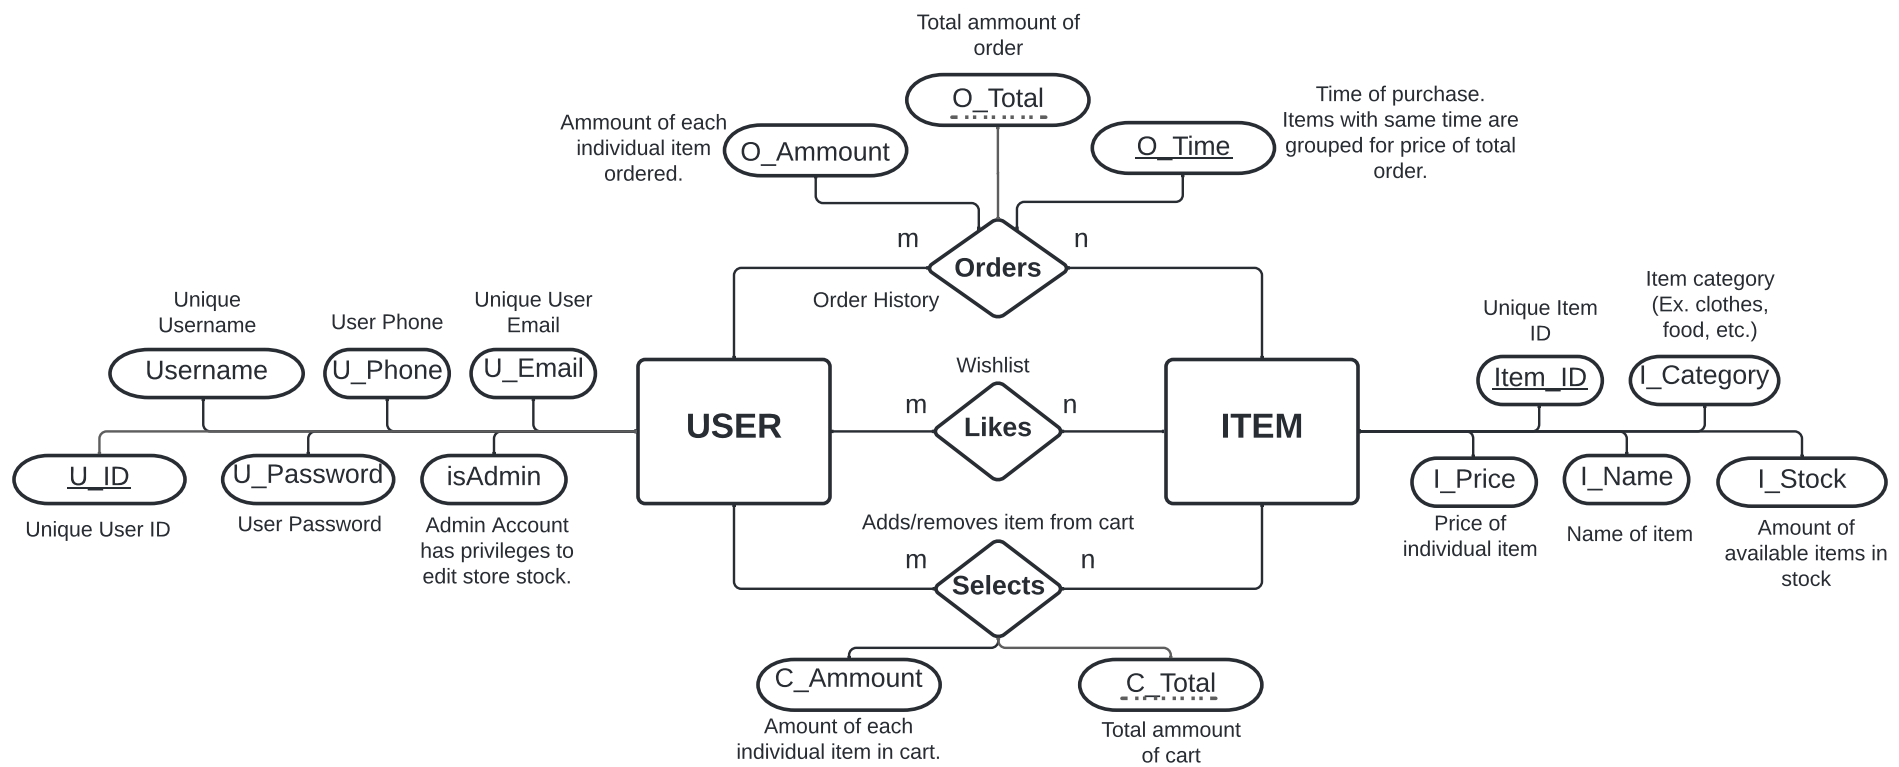 Total ammount of
order
O_Total
Ammount of each
individual item
ordered.
O_Ammount
O_Time
Time of purchase.
Items with same time are
grouped for price of total
order.
m
n
Orders
Order History
Unique
Username
User Phone
Unique User
Email
Username
U_Phone
U_Email
U_ID
U_Password
isAdmin
Unique User ID
User Password
Admin Account
has privileges to
edit store stock.
USER
Wishlist
m
n
Likes
ITEM
Unique Item
ID
Item category
(Ex. clothes,
food, etc.)
Item_ID
I_Category
I_Price
I_Name
I_Stock
Price of
individual item
Name of item
Amount of
available items in
stock
Adds/removes item from cart
m
n
Selects
C_Ammount
C_Total
Amount of each
individual item in cart.
Total ammount
of cart